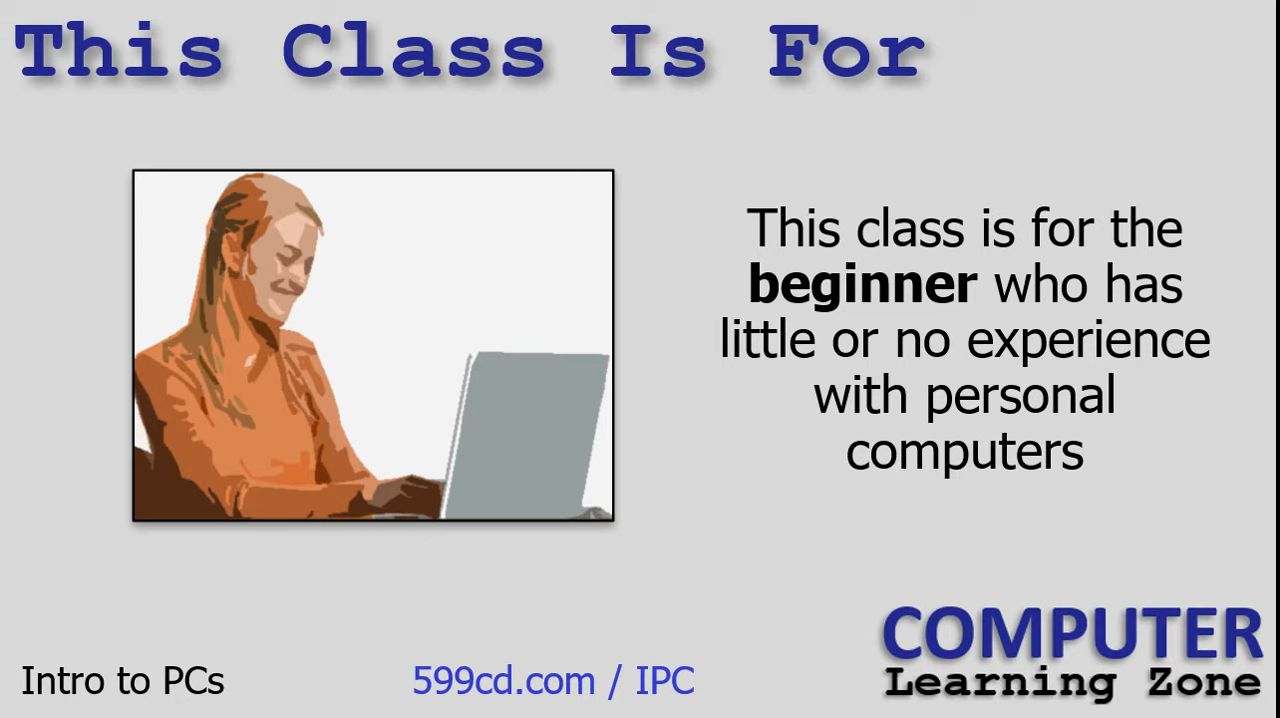 This Class Is For
This class is for the
beginner who has
little or no experience
with personal
computers
Intro to PCs
599cd.com / IPC
COMPUTER
Learning Zone